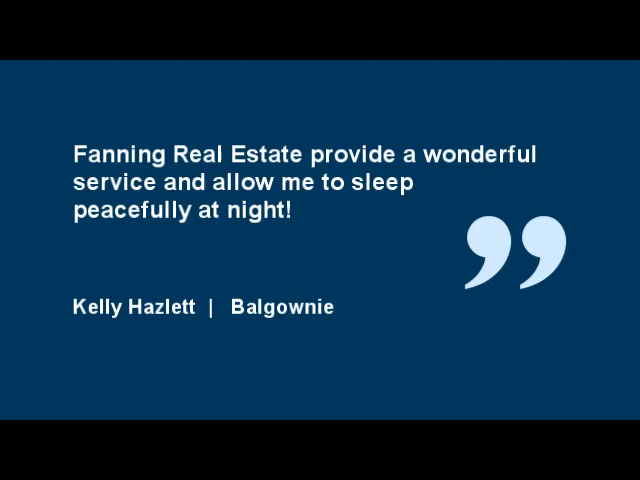 Fanning Real Estate provide a wonderful
service and allow me to sleep
peacefully at night!
”
Kelly Hazlett | Balgownie